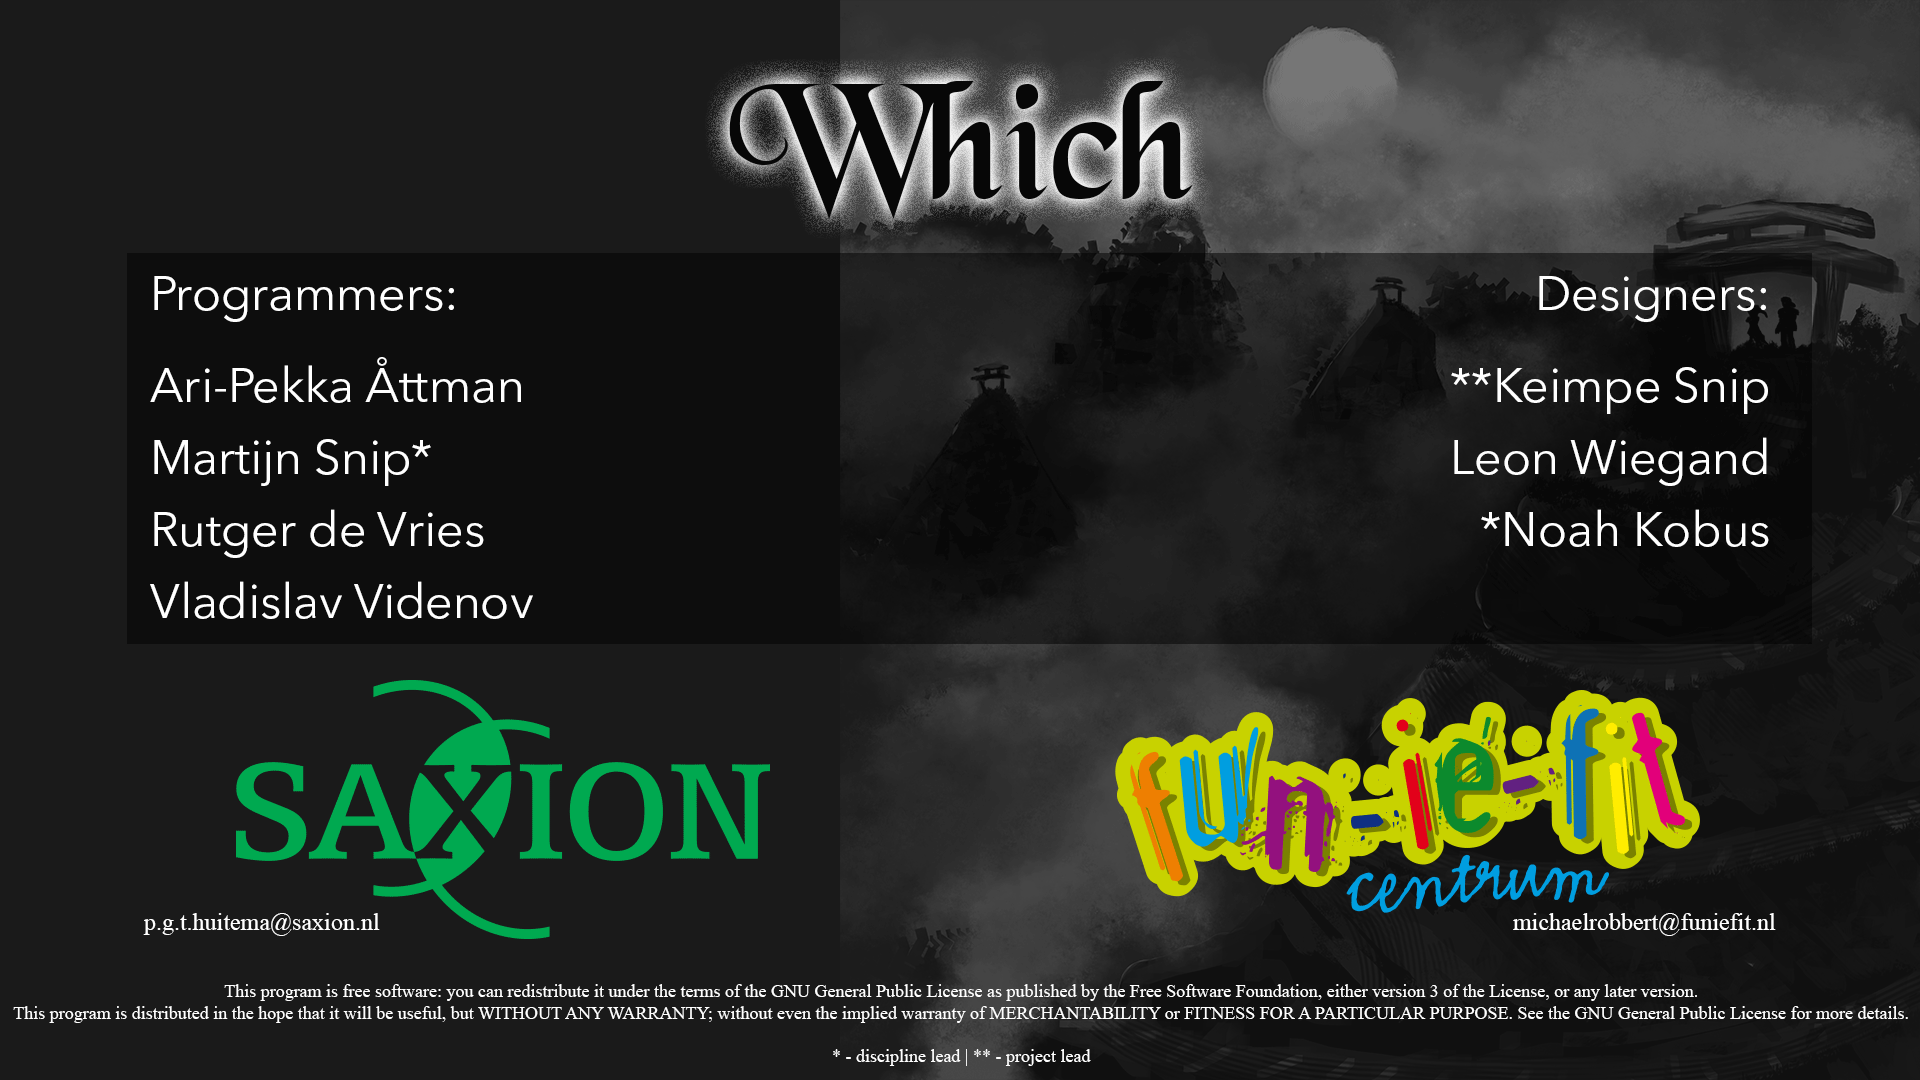 Which
Programmers:
Ari-Pekka Åttman
Martijn Snip*
Rutger de Vries
Vladislav Videnov
Designers:
**Keimpe Snip
Leon Wiegand
*Noah Kobus
SAXION
p.g.t.huitema@saxion.nl
fun-ie-fit
centrum
michaelrobbert@funiefit.nl
This program is free software: you can redistribute it under the terms of the GNU General Public License as published by the Free Software Foundation, either version 3 of the License, or any later version.
This program is distributed in the hope that it will be useful, but WITHOUT ANY WARRANTY; without even the implied warranty of MERCHANTABILITY or FITNESS FOR A PARTICULAR PURPOSE. See the GNU General Public License for more details.
* - discipline lead | ** - project lead